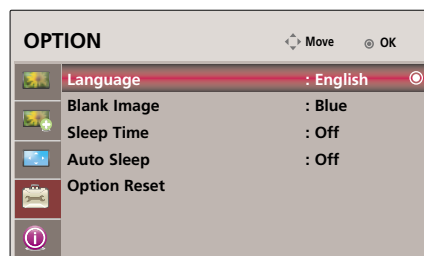 OPTION Move OK
Language : English
Blank Image : Blue
Sleep Time : Off
Auto Sleep : Off
Option Reset